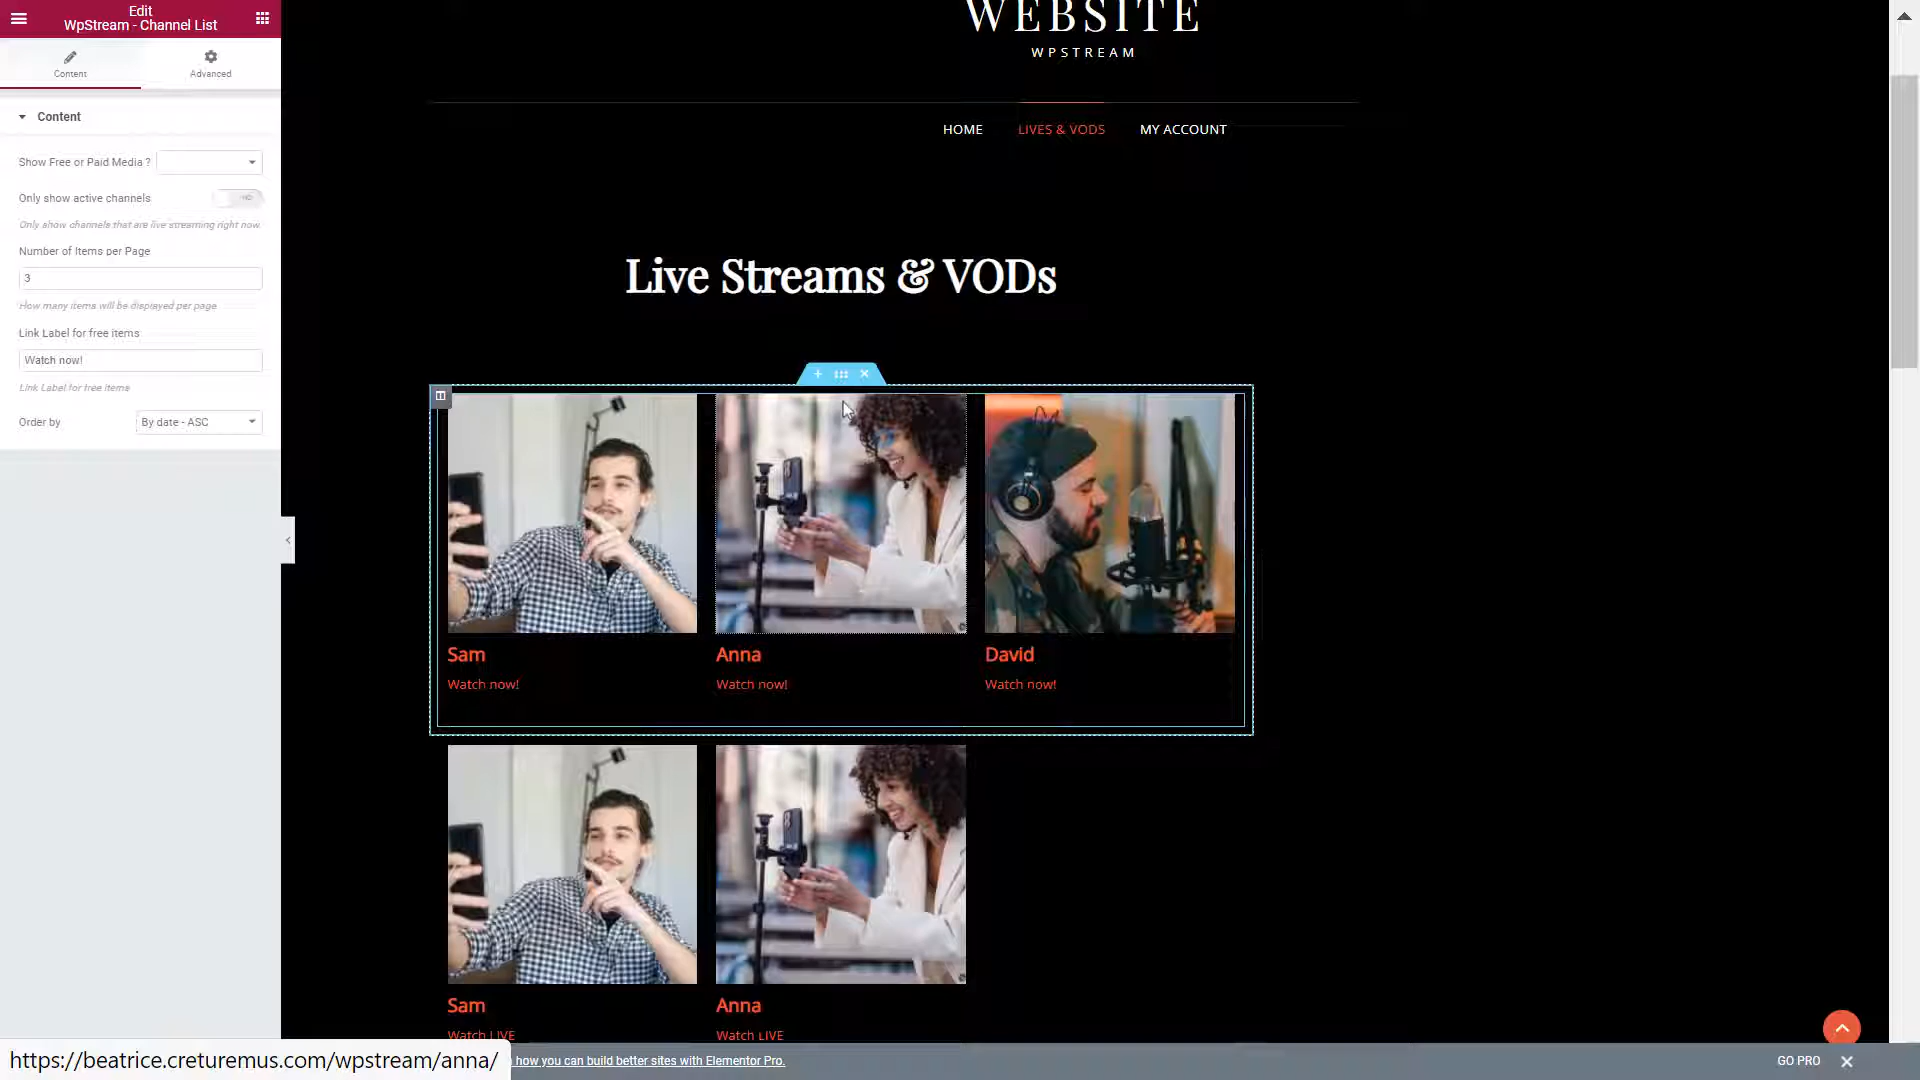 Edit
WpStream - Channel List
Content
Advanced
Content
Show Free or Paid Media ?
Only show active channels
NO
Only show channels that are live streaming right now.
Number of Items per Page
3
How many items will be displayed per page
Link Label for free items
Watch now!
Link Label for free items
Order by
By date - ASC
WEBSITE
WPSTREAM
HOME
LIVES & VODS
MY ACCOUNT
Live Streams & VODs
Sam
Anna
David
Watch now!
Watch now!
Watch now!
Sam
Anna
Watch LIVE
Watch LIVE
https://beatrice.creturemus.com/wpstream/anna/
how you can build better sites with Elementor Pro.
GO PRO